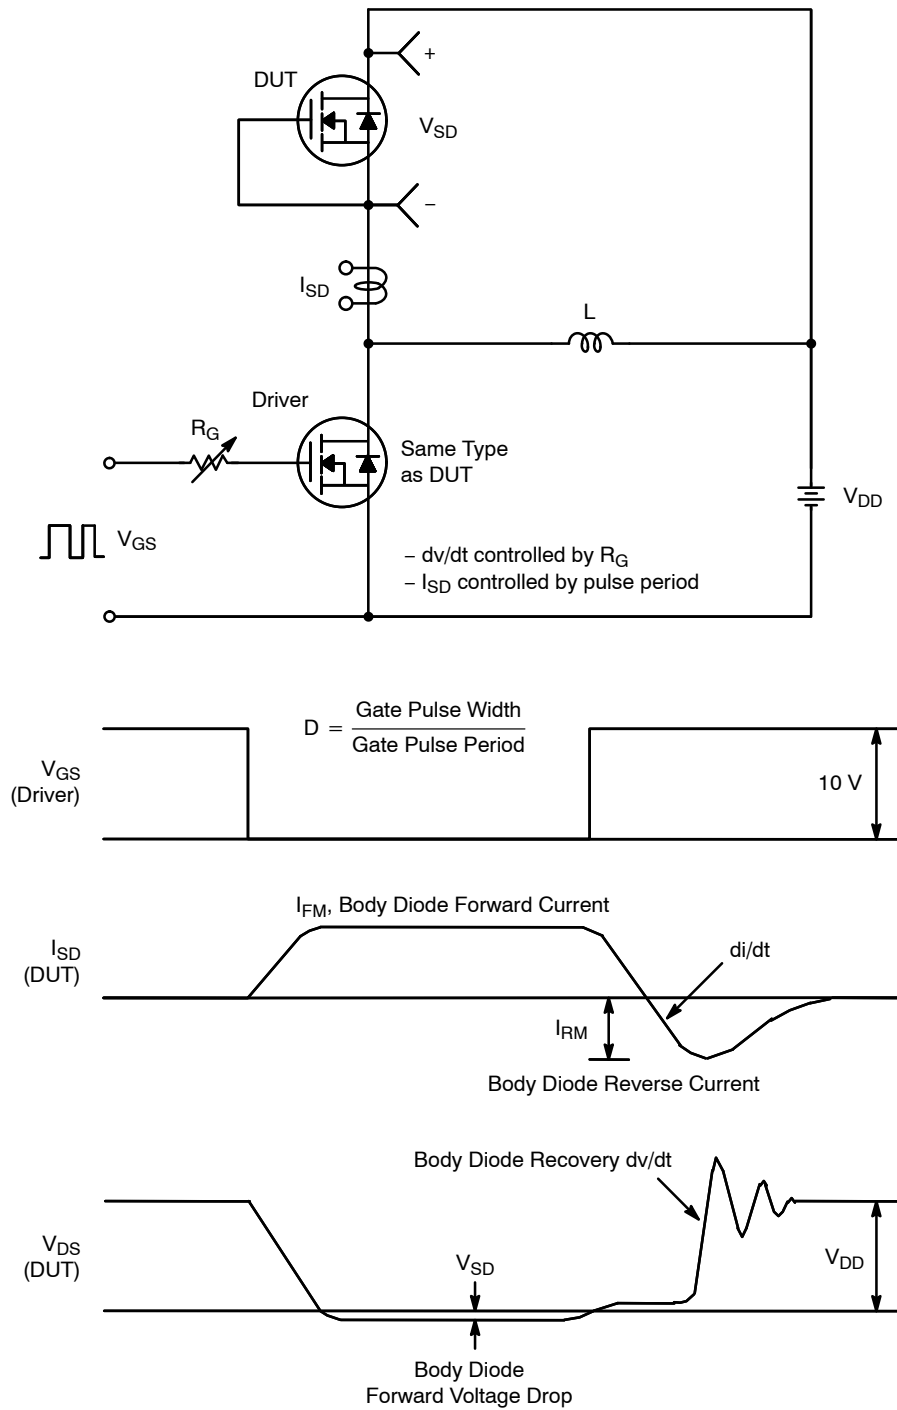 +
DUT
V_SD
−
I_SD
L
Driver
R_G
Same Type
as DUT
V_DD
V_GS
− dv/dt controlled by R_G
− I_SD controlled by pulse period
D = Gate Pulse Width
Gate Pulse Period
V_GS
(Driver)
10 V
I_FM, Body Diode Forward Current
I_SD
(DUT)
di/dt
I_RM
Body Diode Reverse Current
Body Diode Recovery dv/dt
V_DS
(DUT)
V_SD
V_DD
Body Diode
Forward Voltage Drop